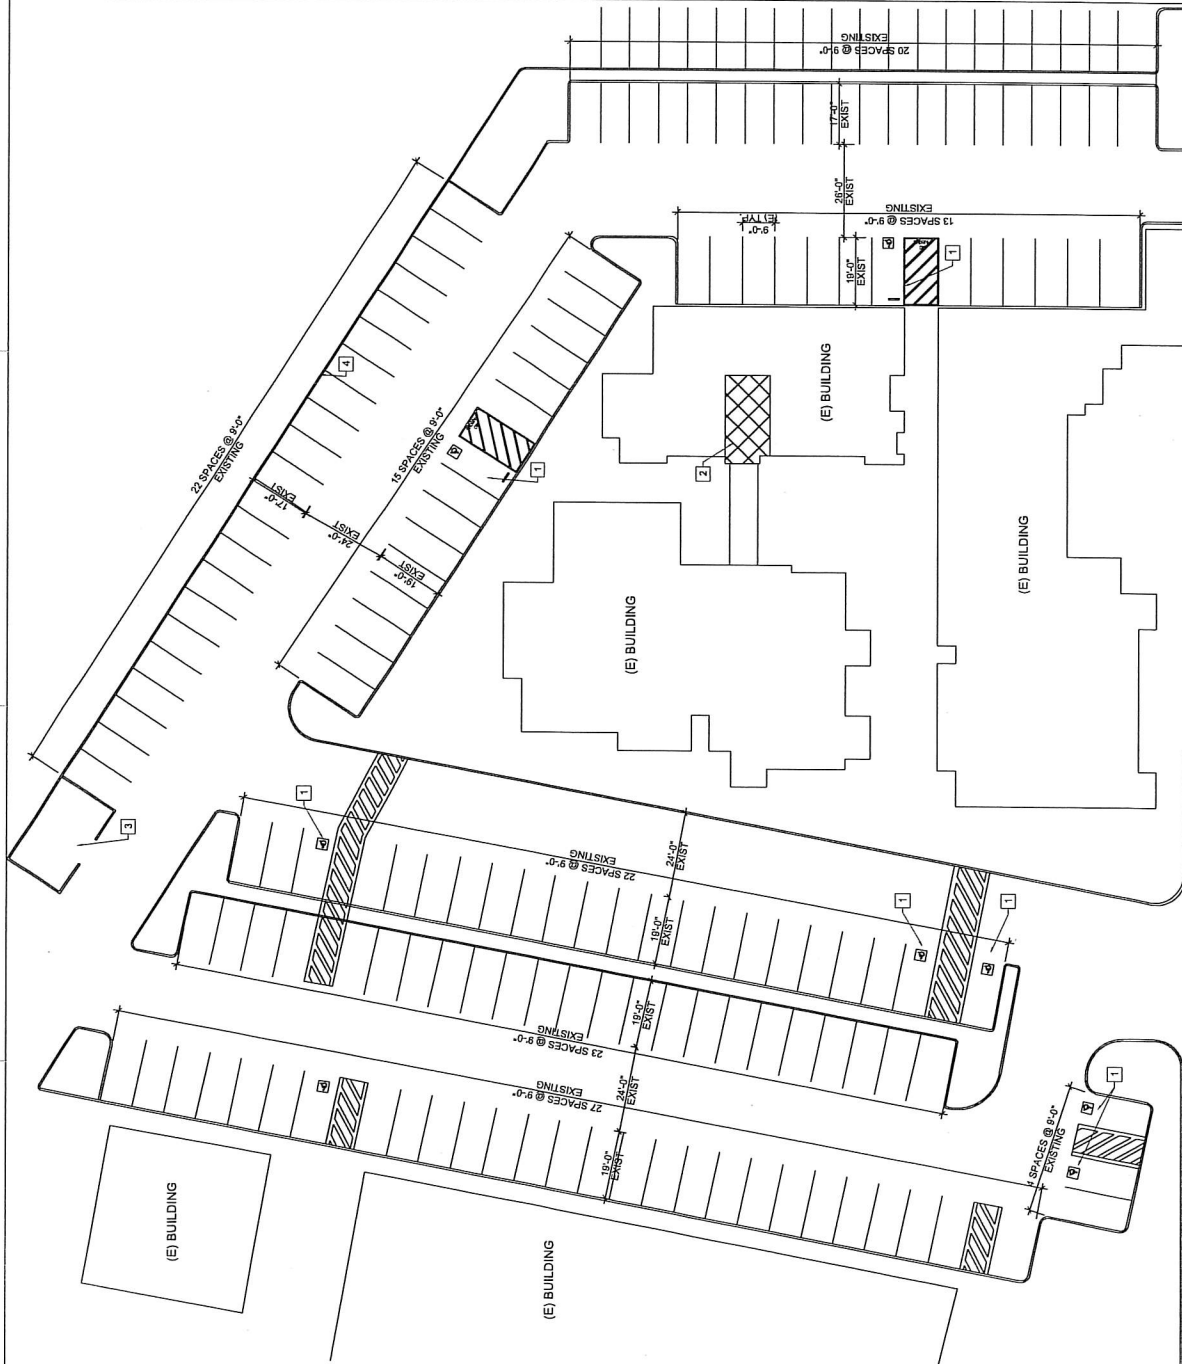 20 SPACES @ 9'-0"
EXISTING
17'-0"
EXIST
26'-0"
EXIST
13 SPACES @ 9'-0"
EXISTING
9'-0"
(E) TYP.
19'-0"
EXIST
1
22 SPACES @ 9'-0"
EXISTING
4
15 SPACES @ 9'-0"
EXISTING
1
17'-0"
EXIST
24'-0"
EXIST
19'-0"
EXIST
(E) BUILDING
2
(E) BUILDING
(E) BUILDING
3
1
22 SPACES @ 9'-0"
EXISTING
24'-0"
EXIST
19'-0"
EXIST
1
1
23 SPACES @ 9'-0"
EXISTING
19'-0"
EXIST
24'-0"
EXIST
27 SPACES @ 9'-0"
EXISTING
19'-0"
EXIST
4 SPACES @ 9'-0"
EXISTING
1
(E) BUILDING
(E) BUILDING